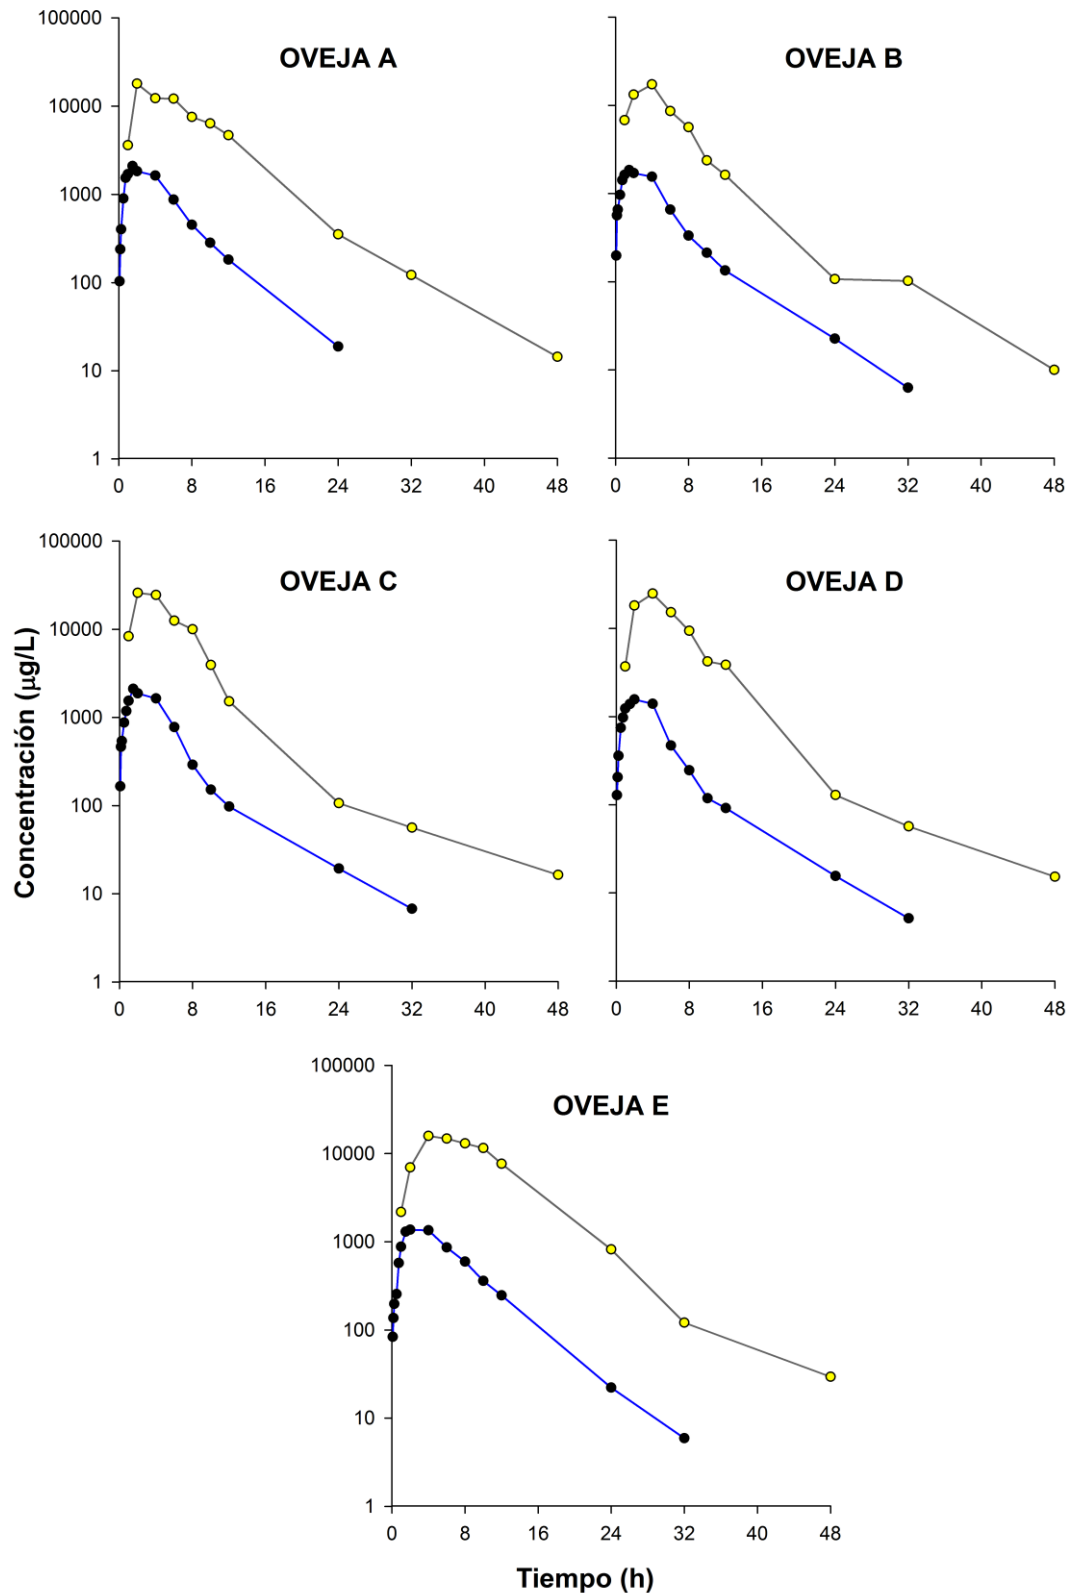 OVEJA A
100000
10000
1000
100
10
1
0 8 16 24 32 40 48
OVEJA B
0 8 16 24 32 40 48
OVEJA C
100000
10000
1000
100
10
1
0 8 16 24 32 40 48
OVEJA D
0 8 16 24 32 40 48
Concentración (µg/L)
OVEJA E
100000
10000
1000
100
10
1
0 8 16 24 32 40 48
Tiempo (h)